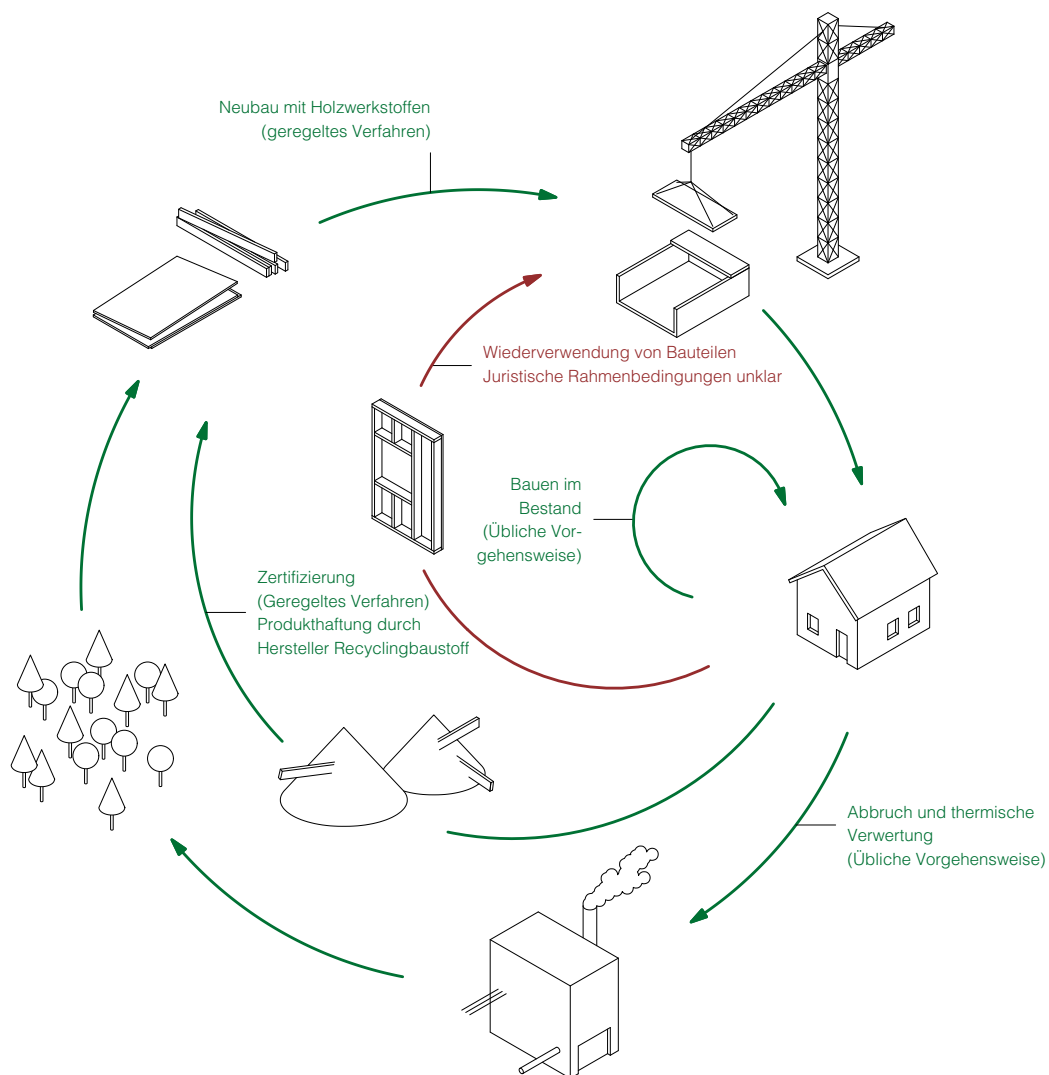 Neubau mit Holzwerkstoffen
(geregeltes Verfahren)
Wiederverwendung von Bauteilen
Juristische Rahmenbedingungen unklar
Bauen im
Bestand
(Übliche Vor-
gehensweise)
Zertifizierung
(Geregeltes Verfahren)
Produkthaftung durch
Hersteller Recyclingbaustoff
Abbruch und thermische
Verwertung
(Übliche Vorgehensweise)